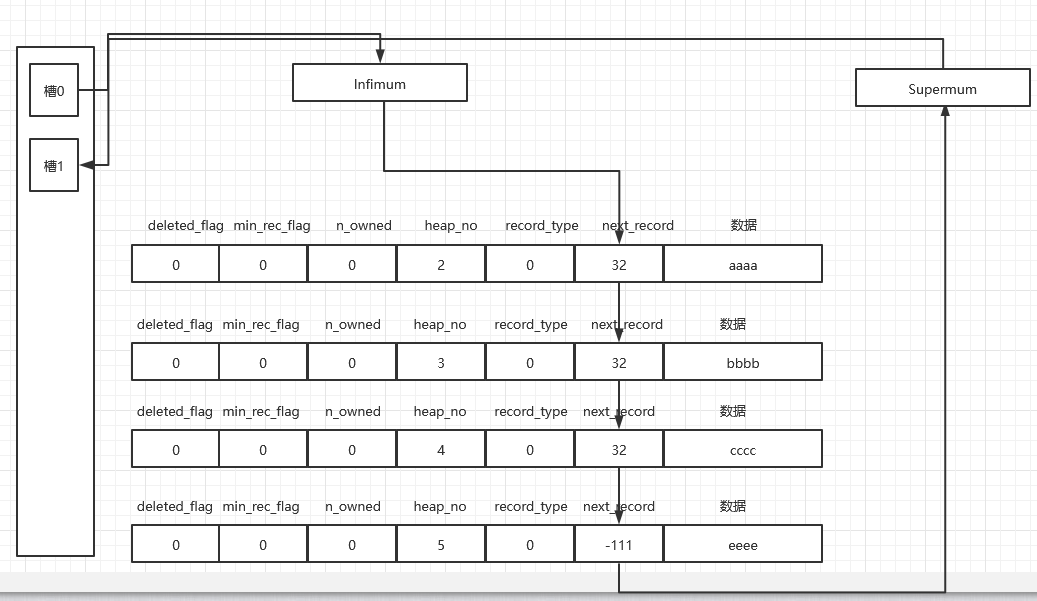 槽0
Infimum
Supermum
槽1
deleted_flag min_rec_flag n_owned heap_no record_type next_record 数据
0 0 0 2 0 32 aaaa
deleted_flag min_rec_flag n_owned heap_no record_type next_record 数据
0 0 0 3 0 32 bbbb
deleted_flag min_rec_flag n_owned heap_no record_type next_record 数据
0 0 0 4 0 32 cccc
deleted_flag min_rec_flag n_owned heap_no record_type next_record 数据
0 0 0 5 0 -111 eeee